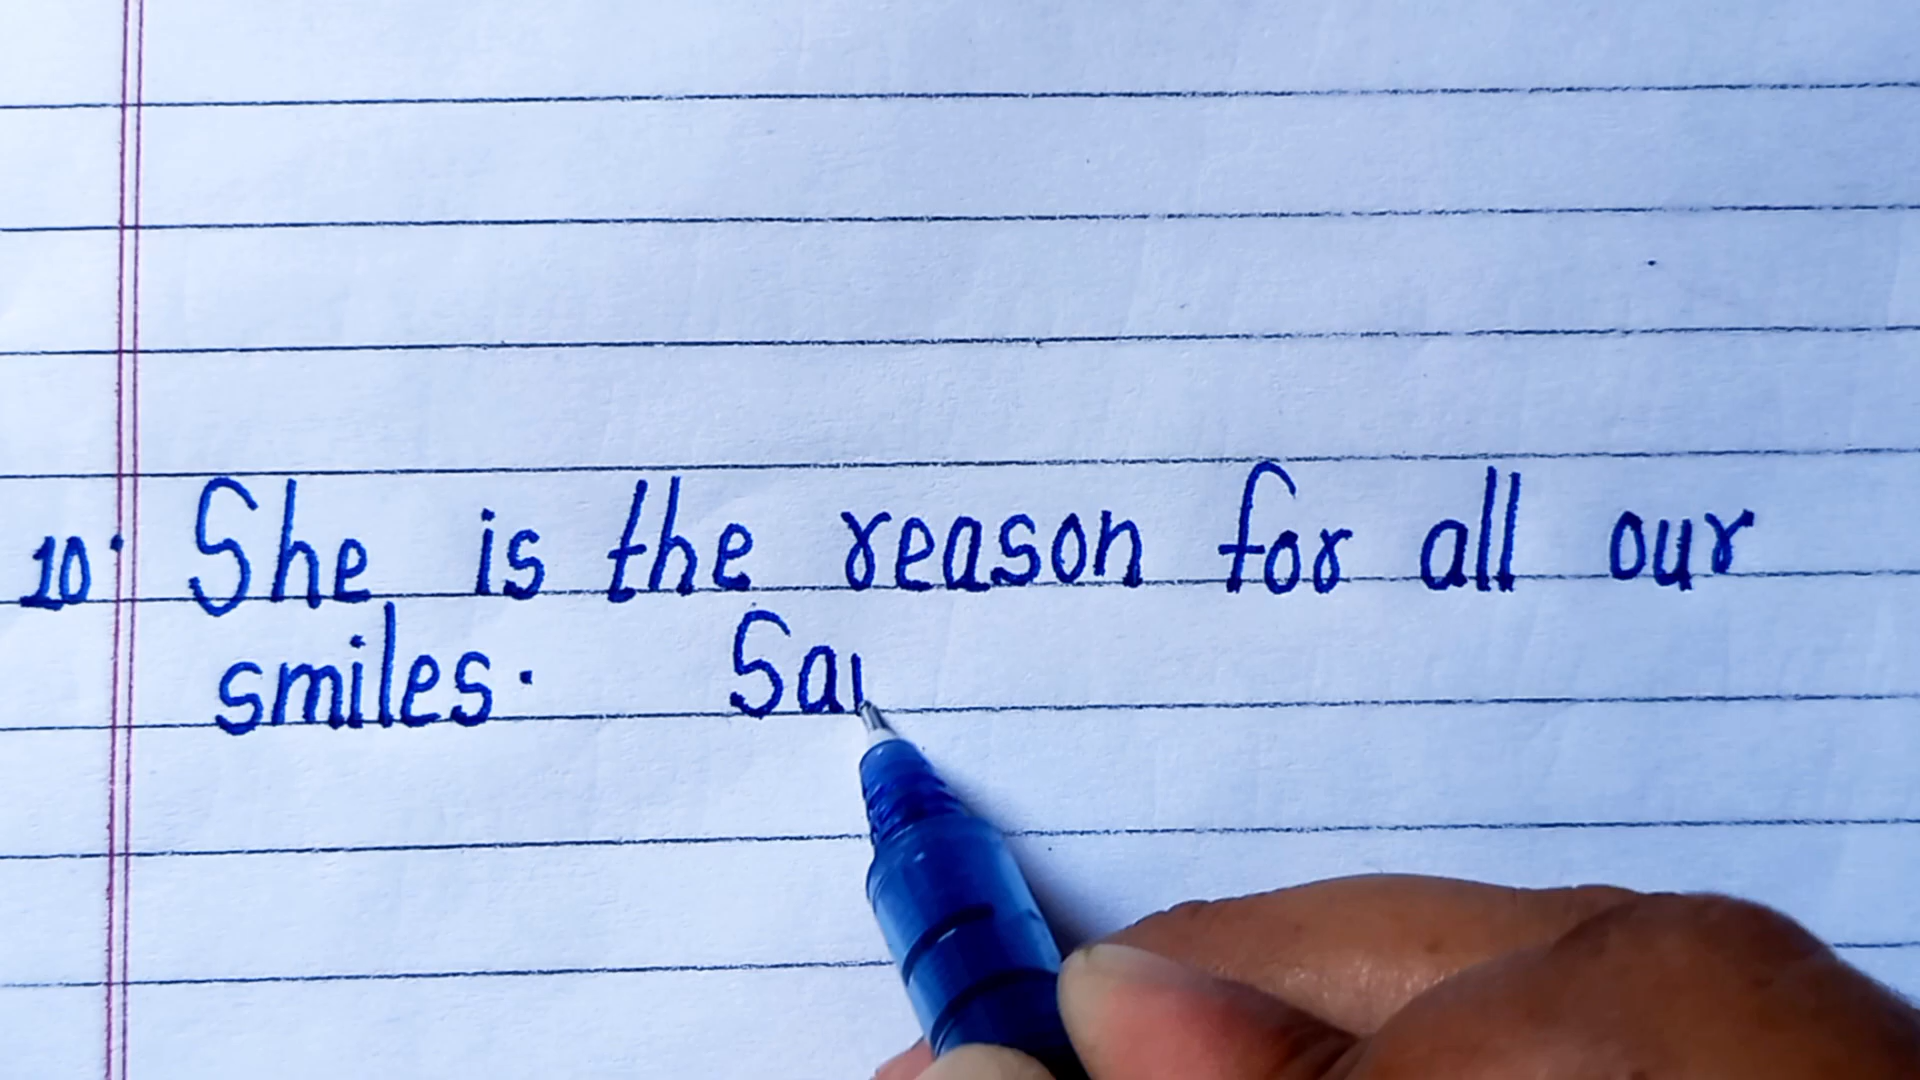 10. She is the reason for all our
smiles. Sa